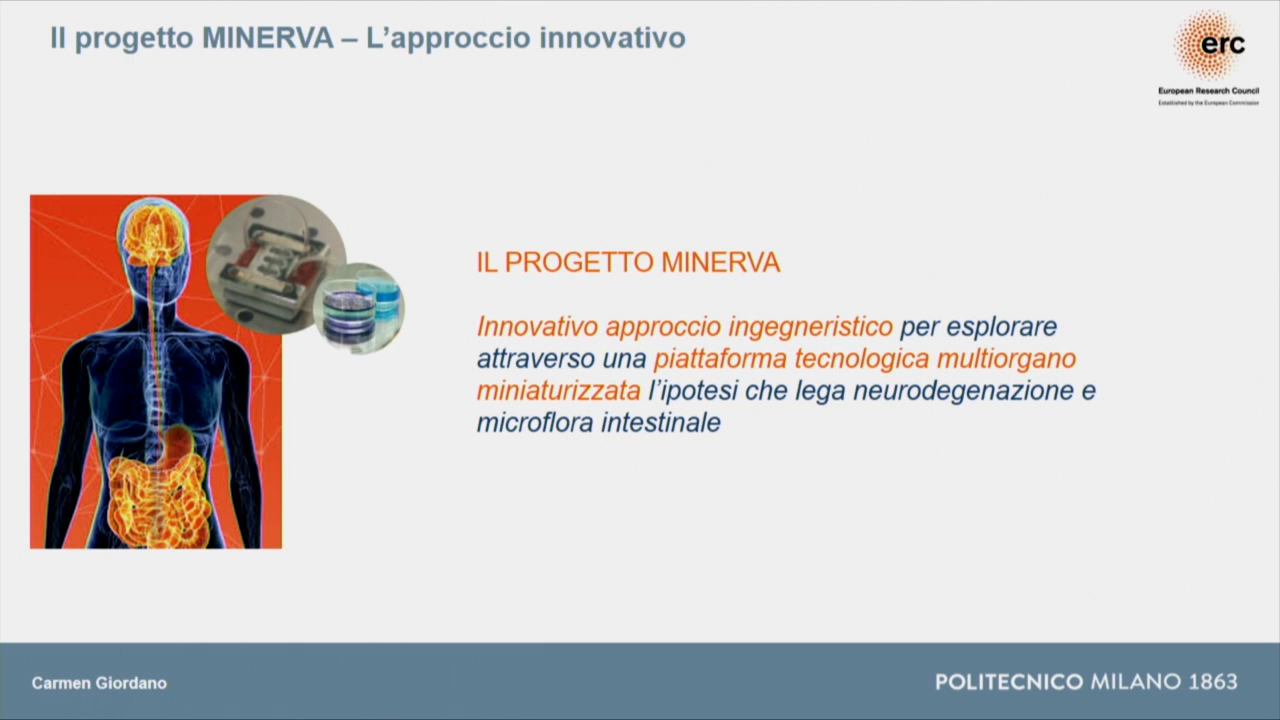 Il progetto MINERVA – L’approccio innovativo
erc
European Research Council
Established by the European Commission
IL PROGETTO MINERVA
Innovativo approccio ingegneristico per esplorare
attraverso una piattaforma tecnologica multiorgano
miniaturizzata l’ipotesi che lega neurodegenazione e
microflora intestinale
Carmen Giordano
POLITECNICO MILANO 1863